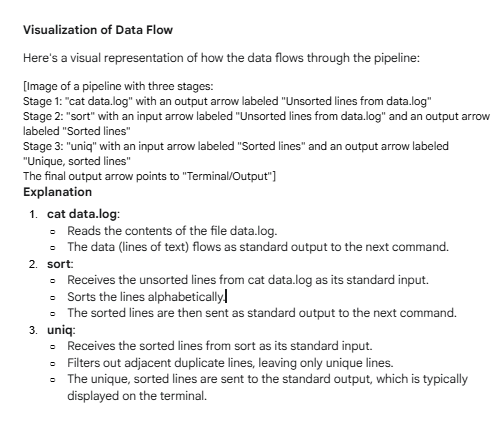 Visualization of Data Flow
Here's a visual representation of how the data flows through the pipeline:
[Image of a pipeline with three stages:
Stage 1: "cat data.log" with an output arrow labeled "Unsorted lines from data.log"
Stage 2: "sort" with an input arrow labeled "Unsorted lines from data.log" and an output arrow
labeled "Sorted lines"
Stage 3: "uniq" with an input arrow labeled "Sorted lines" and an output arrow labeled
"Unique, sorted lines"
The final output arrow points to "Terminal/Output"]
Explanation
1. cat data.log:
▫ Reads the contents of the file data.log.
▫ The data (lines of text) flows as standard output to the next command.
2. sort:
▫ Receives the unsorted lines from cat data.log as its standard input.
▫ Sorts the lines alphabetically.
▫ The sorted lines are then sent as standard output to the next command.
3. uniq:
▫ Receives the sorted lines from sort as its standard input.
▫ Filters out adjacent duplicate lines, leaving only unique lines.
▫ The unique, sorted lines are sent to the standard output, which is typically
displayed on the terminal.